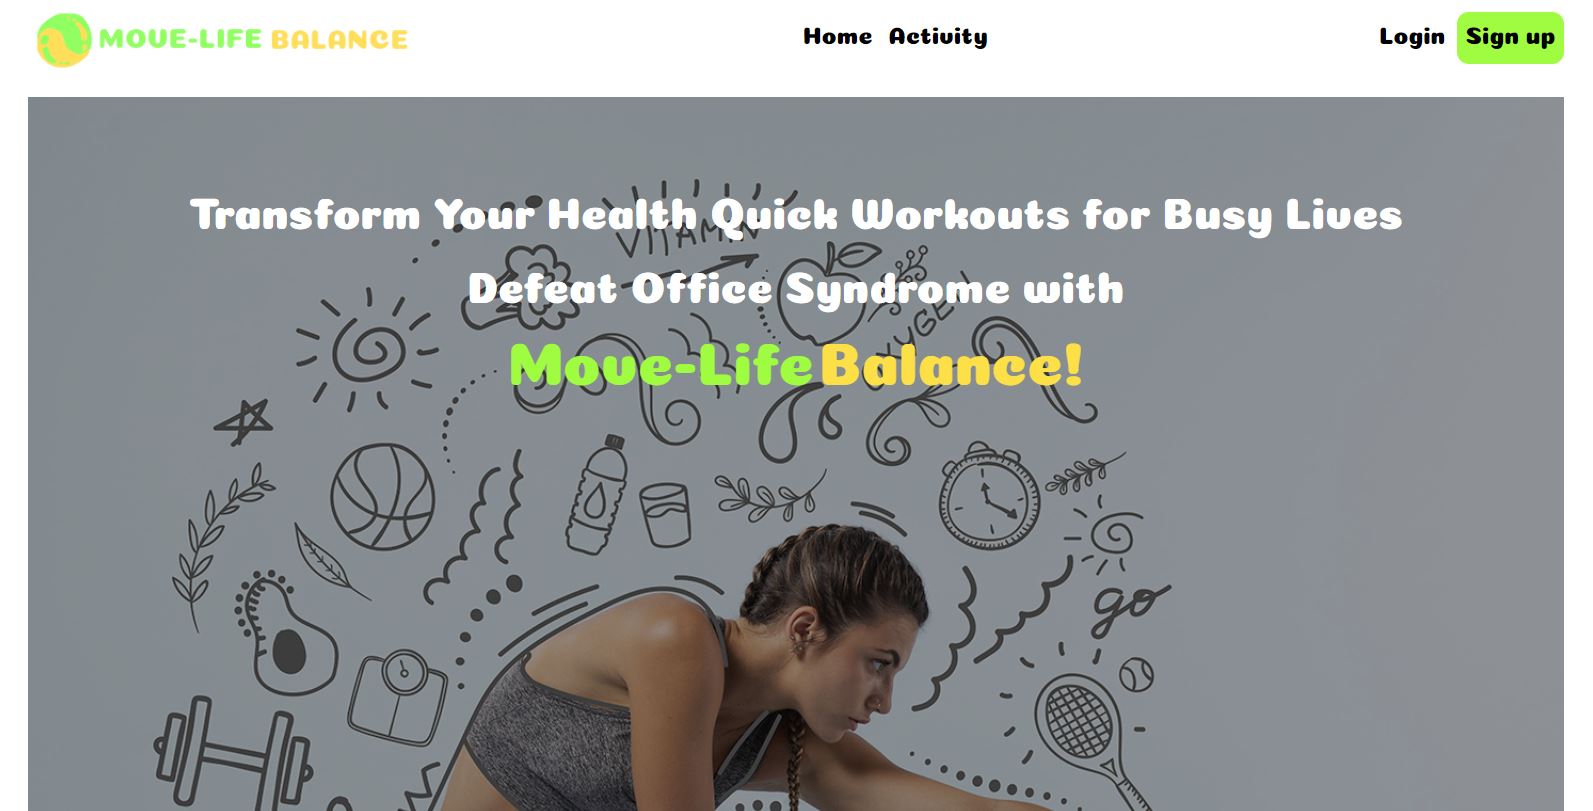 MOVE-LIFE BALANCE
Home Activity
Login Sign up
Transform Your Health Quick Workouts for Busy Lives
VITAMIN
Defeat Office Syndrome with
OXYGEN
Move-Life Balance!
go